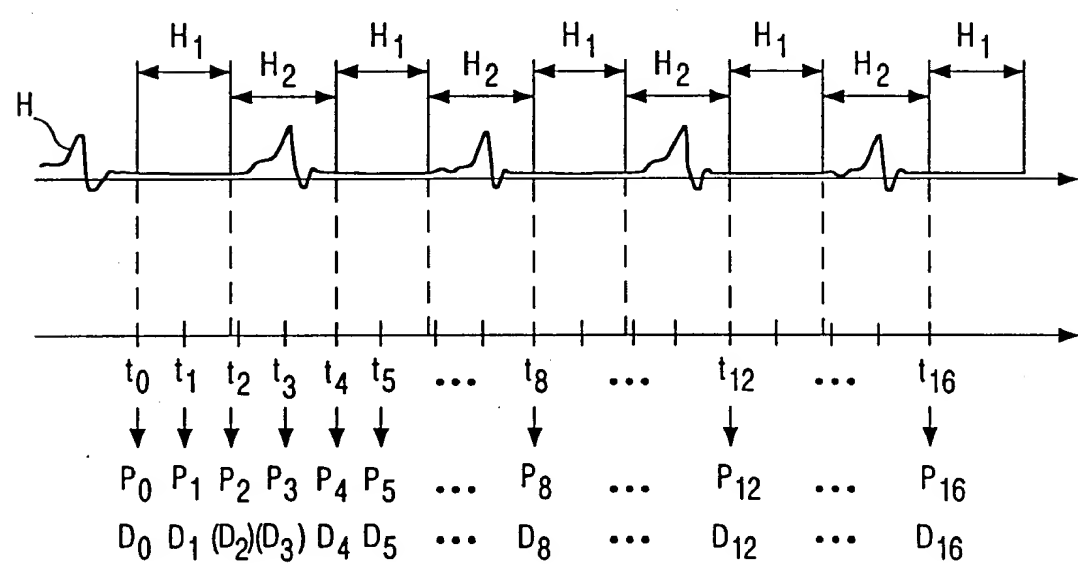 H₁ H₁ H₁ H₁ H₁
H₂ H₂ H₂ H₂
H
t₀ t₁ t₂ t₃ t₄ t₅ ... t₈ ... t₁₂ ... t₁₆
P₀ P₁ P₂ P₃ P₄ P₅ ... P₈ ... P₁₂ ... P₁₆
D₀ D₁ (D₂)(D₃) D₄ D₅ ... D₈ ... D₁₂ ... D₁₆